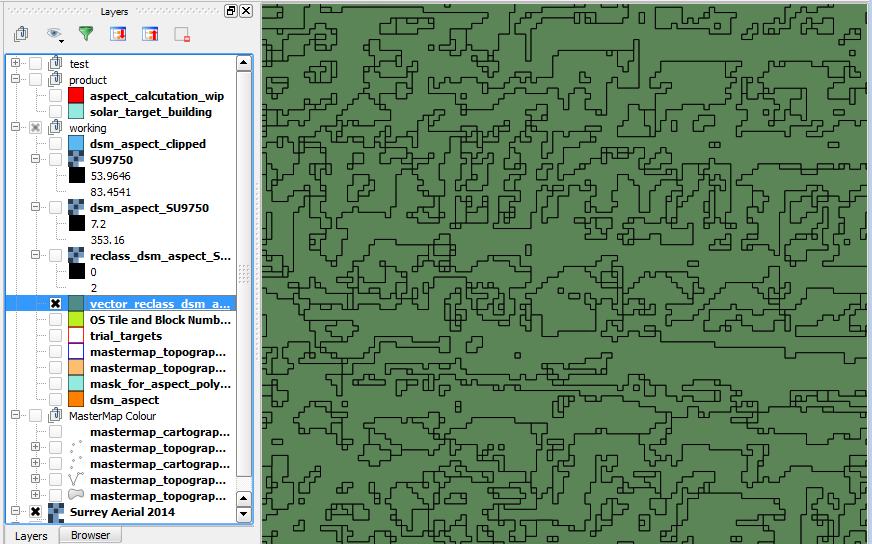 Layers
test
product
aspect_calcutation_wip
solar_target_building
working
dsm_aspect_clipped
SU9750
53.9646
83.4541
dsm_aspect_SU9750
7.2
353.16
reclass_dsm_aspect_S...
0
2
vector_reclass_dsm_a...
OS Tile and Block Numb...
trial_targets
mastermap_topograp...
mastermap_topograp...
mask_for_aspect_poly...
dsm_aspect
MasterMap Colour
mastermap_cartograp...
mastermap_topograp...
mastermap_cartograp...
mastermap_topograp...
mastermap_topograp...
Surrey Aerial 2014
Layers Browser